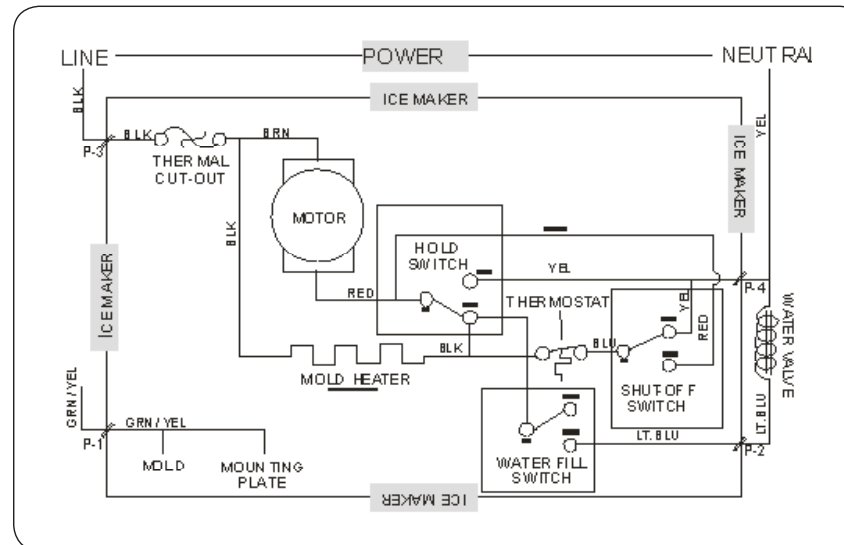 LINE
POWER
NEUTRAL
BLK
ICE MAKER
YEL
P-3
BLK
BRN
THERMAL
CUT-OUT
ICE MAKER
MOTOR
BLK
HOLD
SWITCH
YEL
P-4
RED
THERMOSTAT
YEL
RED
WATER VALVE
ICE MAKER
BLK
BLU
MOLD HEATER
SHUT-OFF
SWITCH
GRN/YEL
GRN/YEL
P-1
LT.BLU
LT.BLU
P-2
MOLD
MOUNTING
PLATE
WATER FILL
SWITCH
ICE MAKER